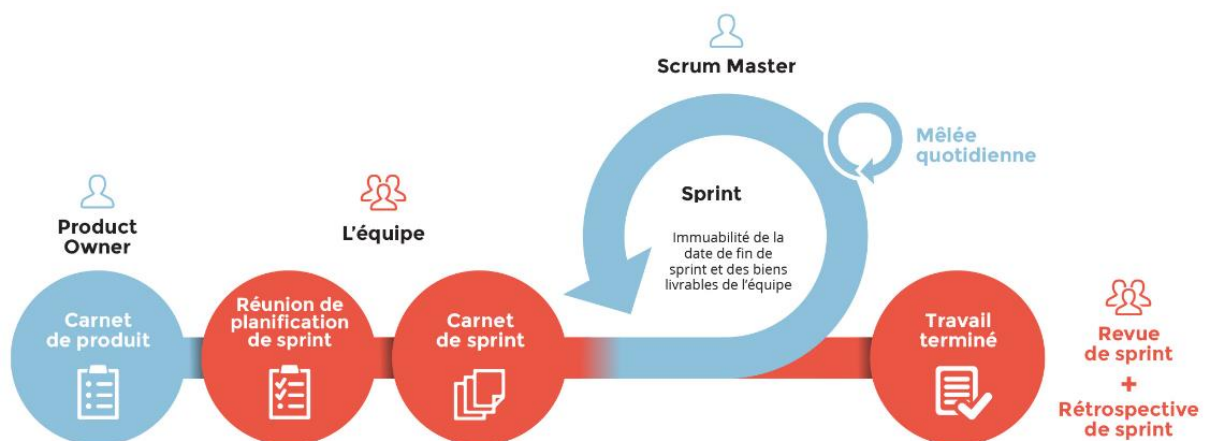 Scrum Master
Mêlée
quotidienne
Product
Owner
L'équipe
Sprint
Immuabilité de la
date de fin de
sprint et des biens
livrables de l'équipe
Carnet
de produit
Réunion de
planification
de sprint
Carnet
de sprint
Travail
terminé
Revue
de sprint
+
Rétrospective
de sprint